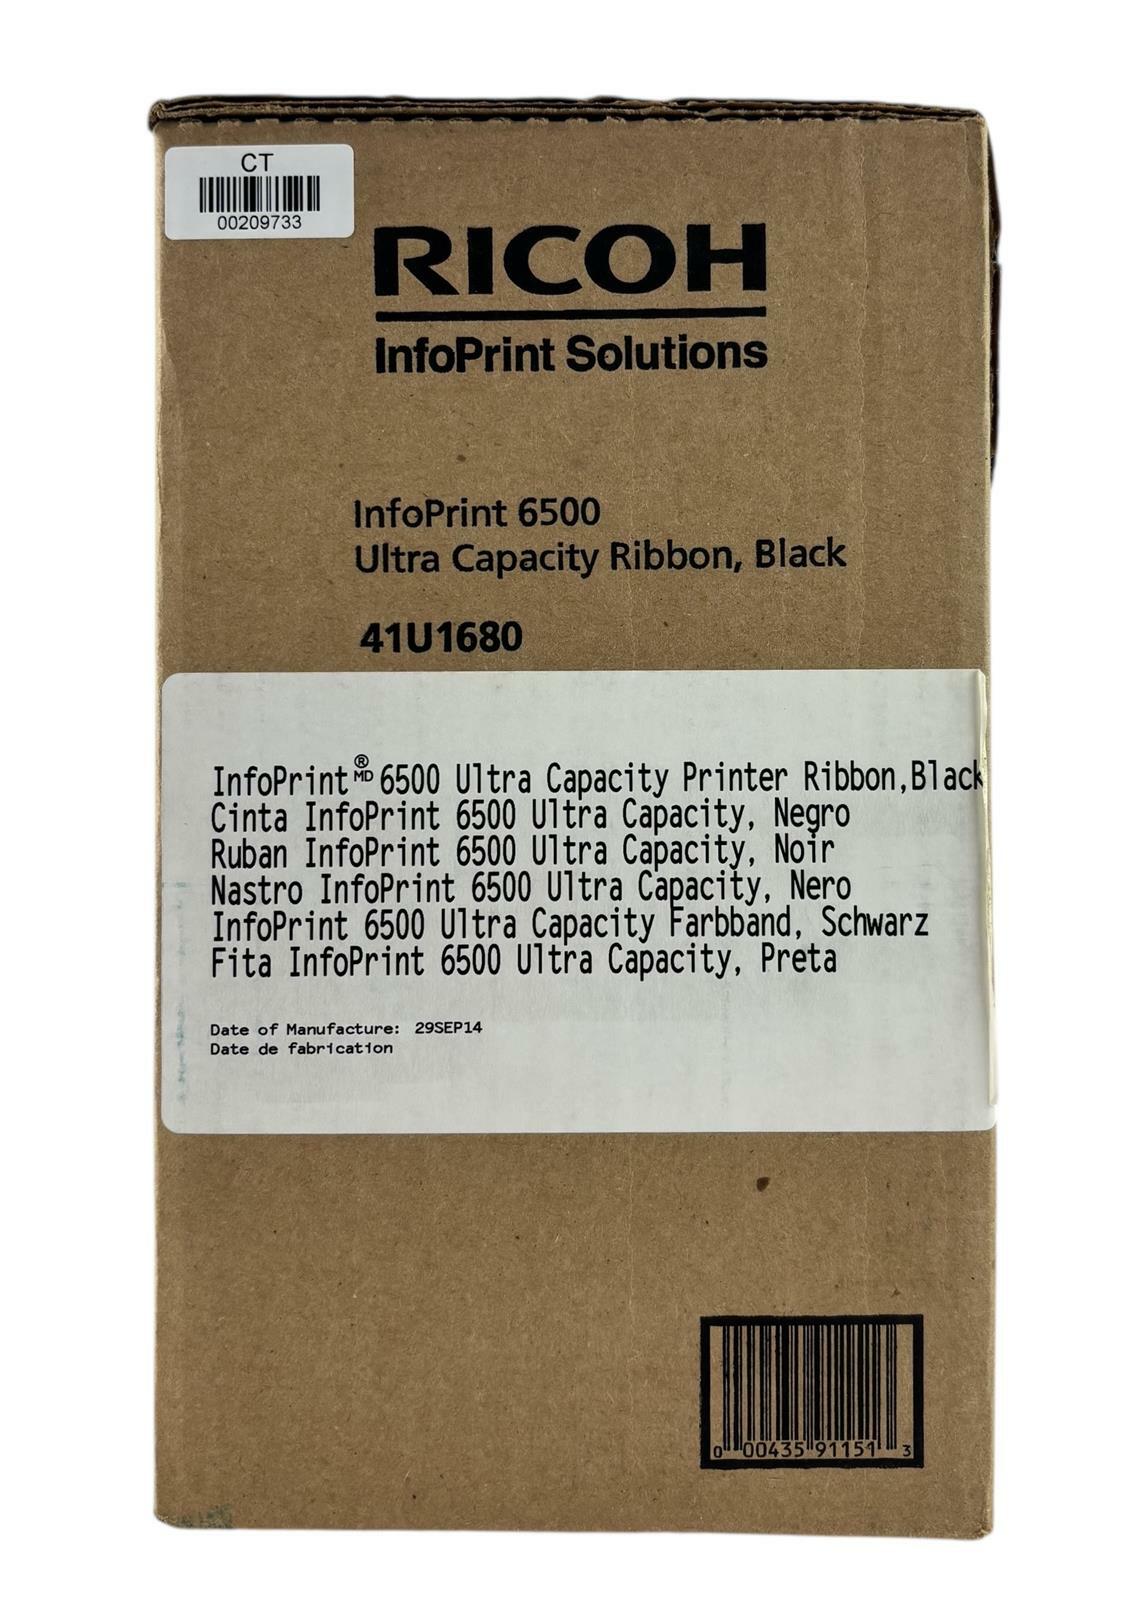 CT
00209733
RICOH
InfoPrint Solutions
InfoPrint 6500
Ultra Capacity Ribbon, Black
41U1680
InfoPrint®MD 6500 Ultra Capacity Printer Ribbon,Black
Cinta InfoPrint 6500 Ultra Capacity, Negro
Ruban InfoPrint 6500 Ultra Capacity, Noir
Nastro InfoPrint 6500 Ultra Capacity, Nero
InfoPrint 6500 Ultra Capacity Farbband, Schwarz
Fita InfoPrint 6500 Ultra Capacity, Preta
Date of Manufacture: 29SEP14
Date de fabrication
0 00435 91151 3